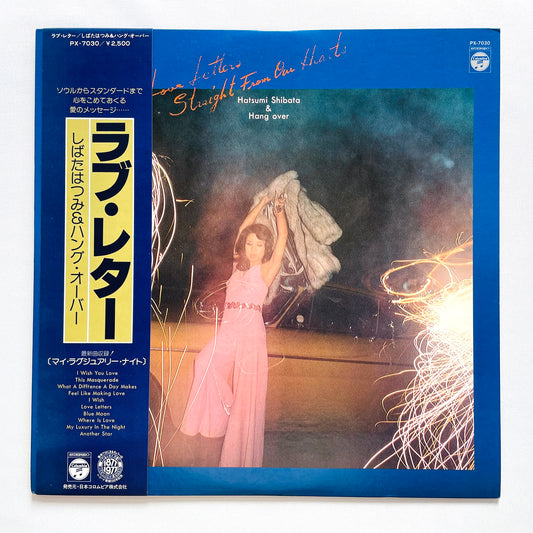 ラブ・レター/しばたはつみ&ハング・オーバー
PX-7030/￥2,500
ソウルからスタンダードまで
心をこめておくる
愛のメッセージ……
ラブ・レター
しばたはつみ&ハング・オーバー
最新曲収録!
(マイ・ラグジュアリー・ナイト)
I Wish You Love
This Masquerade
What A Diffrence A Day Makes
Feel Like Making Love
I Wish
Love Letters
Blue Moon
Where Is Love
My Luxury In The Night
Another Star
Columbia
1877
1977
発売元・日本コロムビア株式会社
PX-7030
Columbia
Love Letters
Straight From Our Hearts
Hatsumi Shibata
&
Hang over